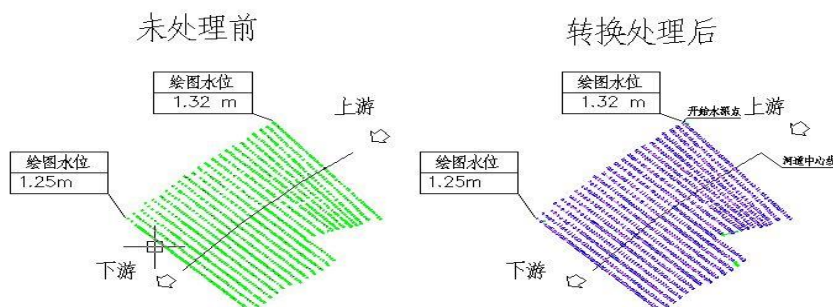 未处理前
绘图水位
1.32 m
上游
绘图水位
1.25m
下游
转换处理后
绘图水位
1.32 m
开始水深点
上游
河道中心线
绘图水位
1.25m
下游